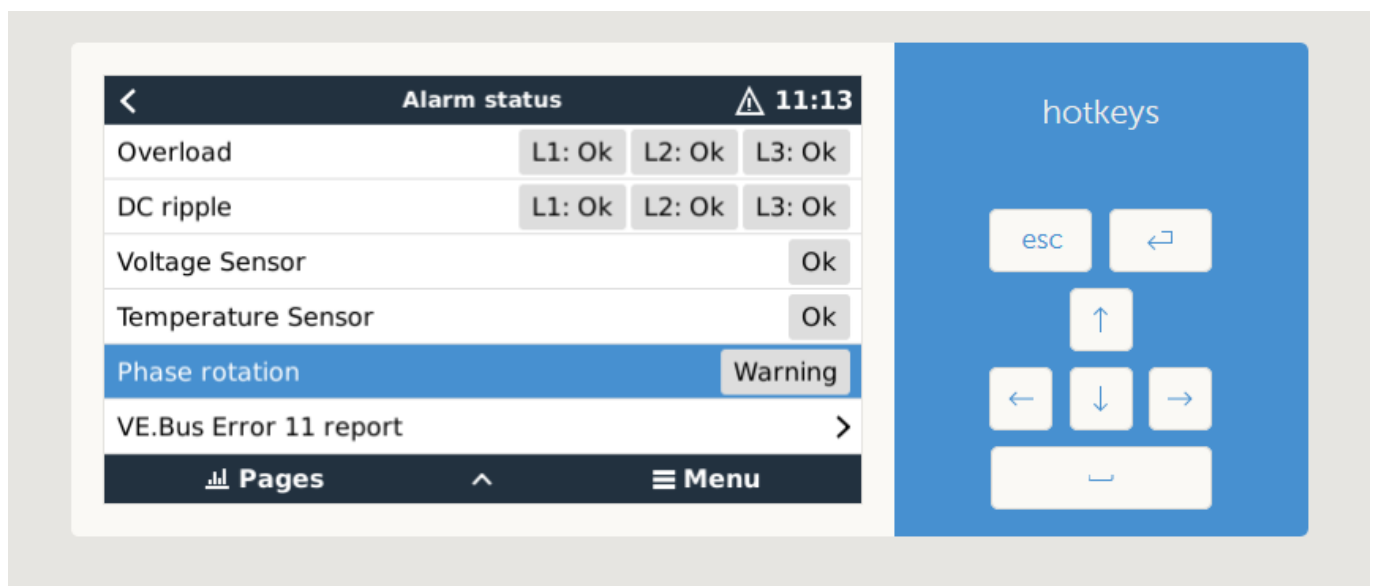 Alarm status 11:13
Overload L1: Ok L2: Ok L3: Ok
DC ripple L1: Ok L2: Ok L3: Ok
Voltage Sensor Ok
Temperature Sensor Ok
Phase rotation Warning
VE.Bus Error 11 report
Pages Menu
hotkeys
esc